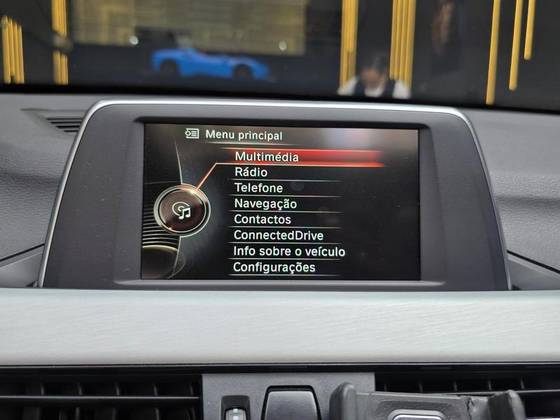 Menu principal
Multimédia
Rádio
Telefone
Navegação
Contactos
ConnectedDrive
Info sobre o veículo
Configurações